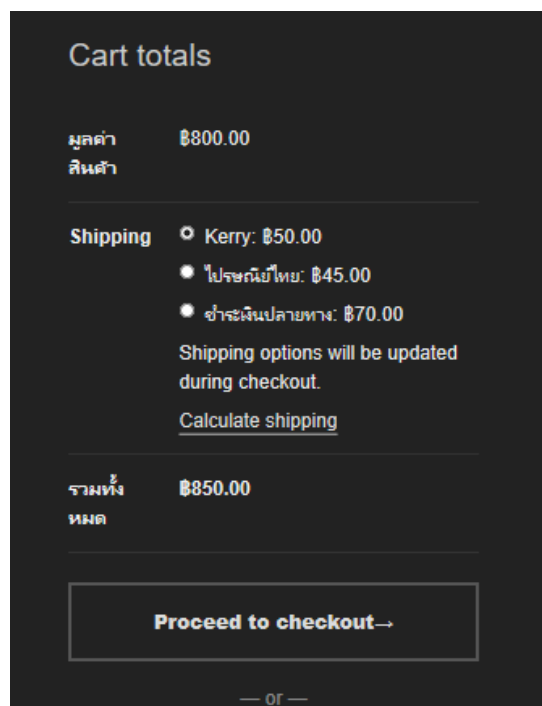 Cart totals
มูลค่า ฿800.00
สินค้า
Shipping Kerry: ฿50.00
ไปรษณีย์ไทย: ฿45.00
ชำระเงินปลายทาง: ฿70.00
Shipping options will be updated
during checkout.
Calculate shipping
รวมทั้ง ฿850.00
หมด
Proceed to checkout→
— or —